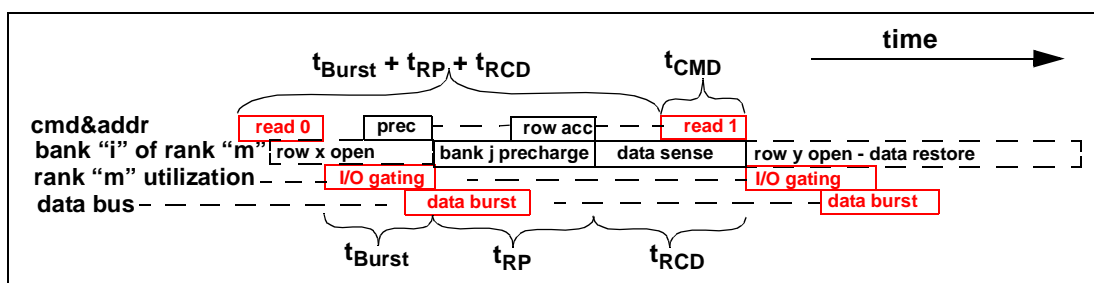 time
tBurst + tRP + tRCD
tCMD
cmd&addr read 0 prec row acc read 1
bank “i” of rank “m” row x open bank j precharge data sense row y open - data restore
rank “m” utilization I/O gating I/O gating
data bus data burst data burst
tBurst tRP tRCD